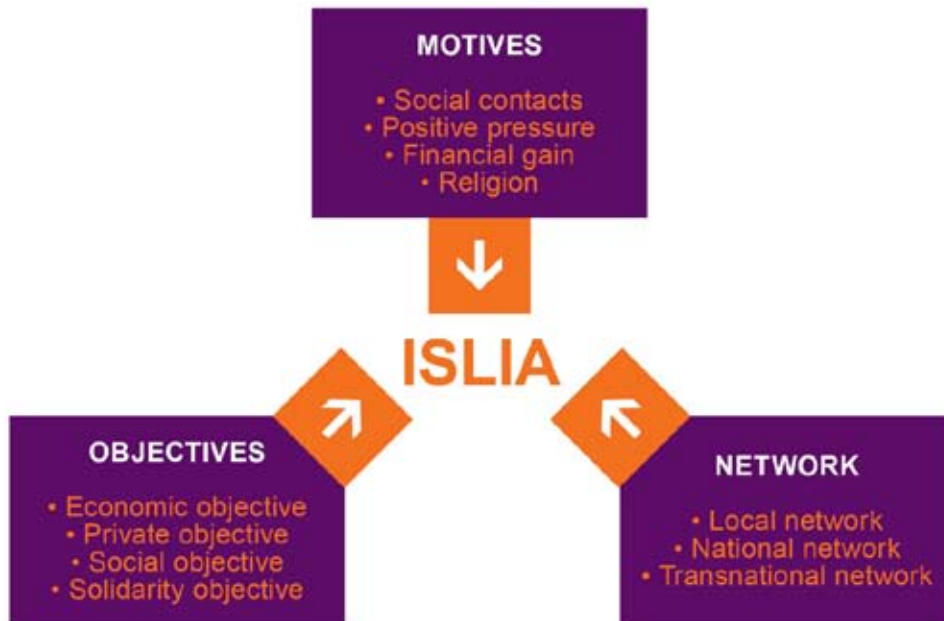 MOTIVES
• Social contacts
• Positive pressure
• Financial gain
• Religion
ISLIA
OBJECTIVES
• Economic objective
• Private objective
• Social objective
• Solidarity objective
NETWORK
• Local network
• National network
• Transnational network